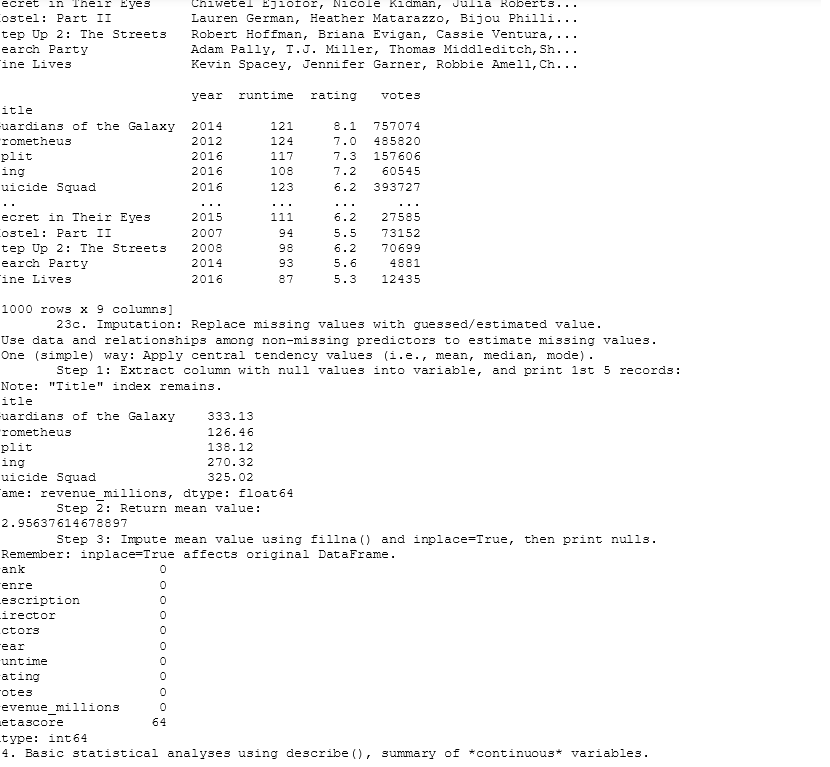 ecret in Their Eyes Chiwetel Ejiofor, Nicole Kidman, Julia Roberts...
ostel: Part II Lauren German, Heather Matarazzo, Bijou Philli...
tep Up 2: The Streets Robert Hoffman, Briana Evigan, Cassie Ventura,...
earch Party Adam Pally, T.J. Miller, Thomas Middleditch,Sh...
ine Lives Kevin Spacey, Jennifer Garner, Robbie Amell,Ch...
year runtime rating votes
itle
uardians of the Galaxy 2014 121 8.1 757074
rometheus 2012 124 7.0 485820
plit 2016 117 7.3 157606
ing 2016 108 7.2 60545
uicide Squad 2016 123 6.2 393727
.. ... ... ... ...
ecret in Their Eyes 2015 111 6.2 27585
ostel: Part II 2007 94 5.5 73152
tep Up 2: The Streets 2008 98 6.2 70699
earch Party 2014 93 5.6 4881
ine Lives 2016 87 5.3 12435
1000 rows x 9 columns]
23c. Imputation: Replace missing values with guessed/estimated value.
Use data and relationships among non-missing predictors to estimate missing values.
One (simple) way: Apply central tendency values (i.e., mean, median, mode).
Step 1: Extract column with null values into variable, and print 1st 5 records:
Note: "Title" index remains.
itle
uardians of the Galaxy 333.13
rometheus 126.46
plit 138.12
ing 270.32
uicide Squad 325.02
ame: revenue_millions, dtype: float64
Step 2: Return mean value:
2.95637614678897
Step 3: Impute mean value using fillna() and inplace=True, then print nulls.
Remember: inplace=True affects original DataFrame.
ank 0
enre 0
escription 0
irector 0
ctors 0
ear 0
untime 0
ating 0
otes 0
evenue_millions 0
etascore 64
type: int64
4. Basic statistical analyses using describe(), summary of *continuous* variables.